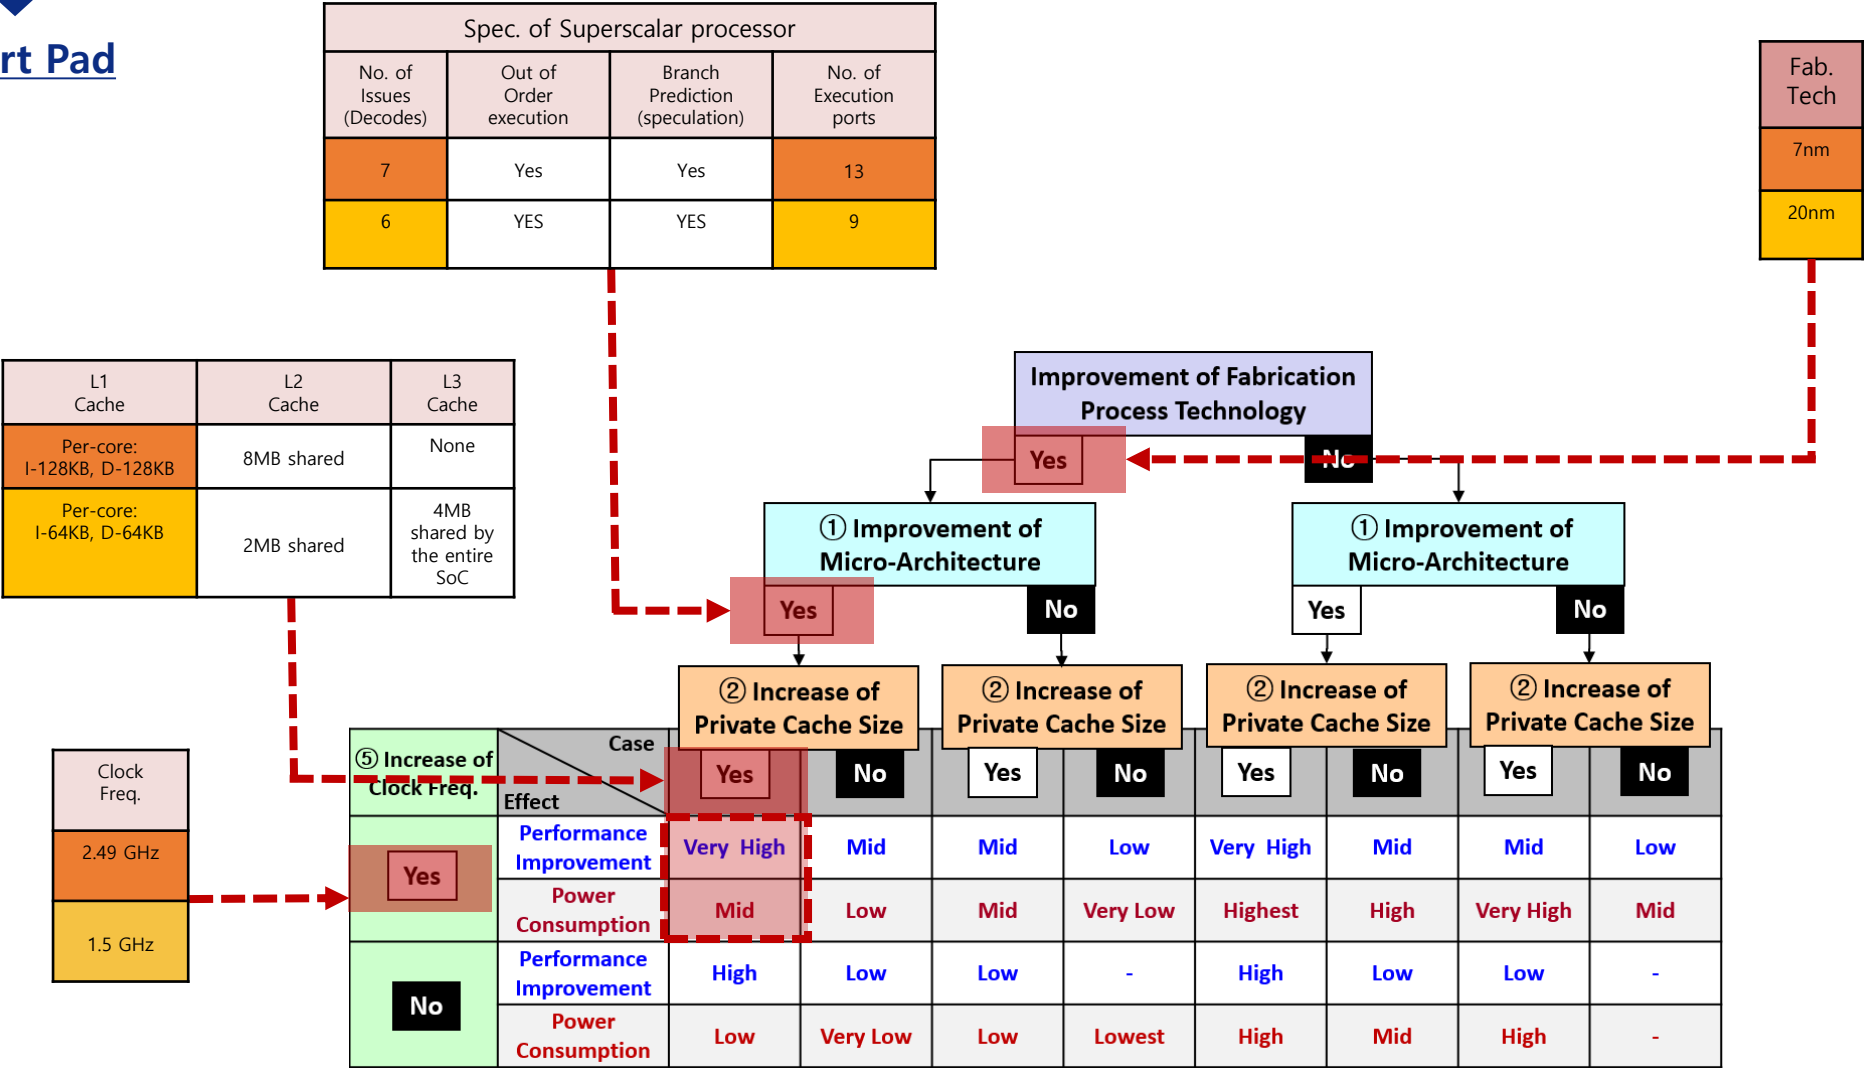 rt Pad
Spec. of Superscalar processor
No. of
Issues
(Decodes)
Out of
Order
execution
Branch
Prediction
(speculation)
No. of
Execution
ports
7
Yes
Yes
13
6
YES
YES
9
Fab.
Tech
7nm
20nm
L1
Cache
L2
Cache
L3
Cache
Per-core:
I-128KB, D-128KB
8MB shared
None
Per-core:
I-64KB, D-64KB
2MB shared
4MB
shared by
the entire
SoC
Clock
Freq.
2.49 GHz
1.5 GHz
Improvement of Fabrication
Process Technology
Yes
No
① Improvement of
Micro-Architecture
Yes
No
① Improvement of
Micro-Architecture
Yes
No
② Increase of
Private Cache Size
② Increase of
Private Cache Size
② Increase of
Private Cache Size
② Increase of
Private Cache Size
⑤ Increase of
Clock Freq.
Case
Effect
Yes
No
Yes
No
Yes
No
Yes
No
Yes
Performance
Improvement
Very High
Mid
Mid
Low
Very High
Mid
Mid
Low
Power
Consumption
Mid
Low
Mid
Very Low
Highest
High
Very High
Mid
No
Performance
Improvement
High
Low
Low
-
High
Low
Low
-
Power
Consumption
Low
Very Low
Low
Lowest
High
Mid
High
-